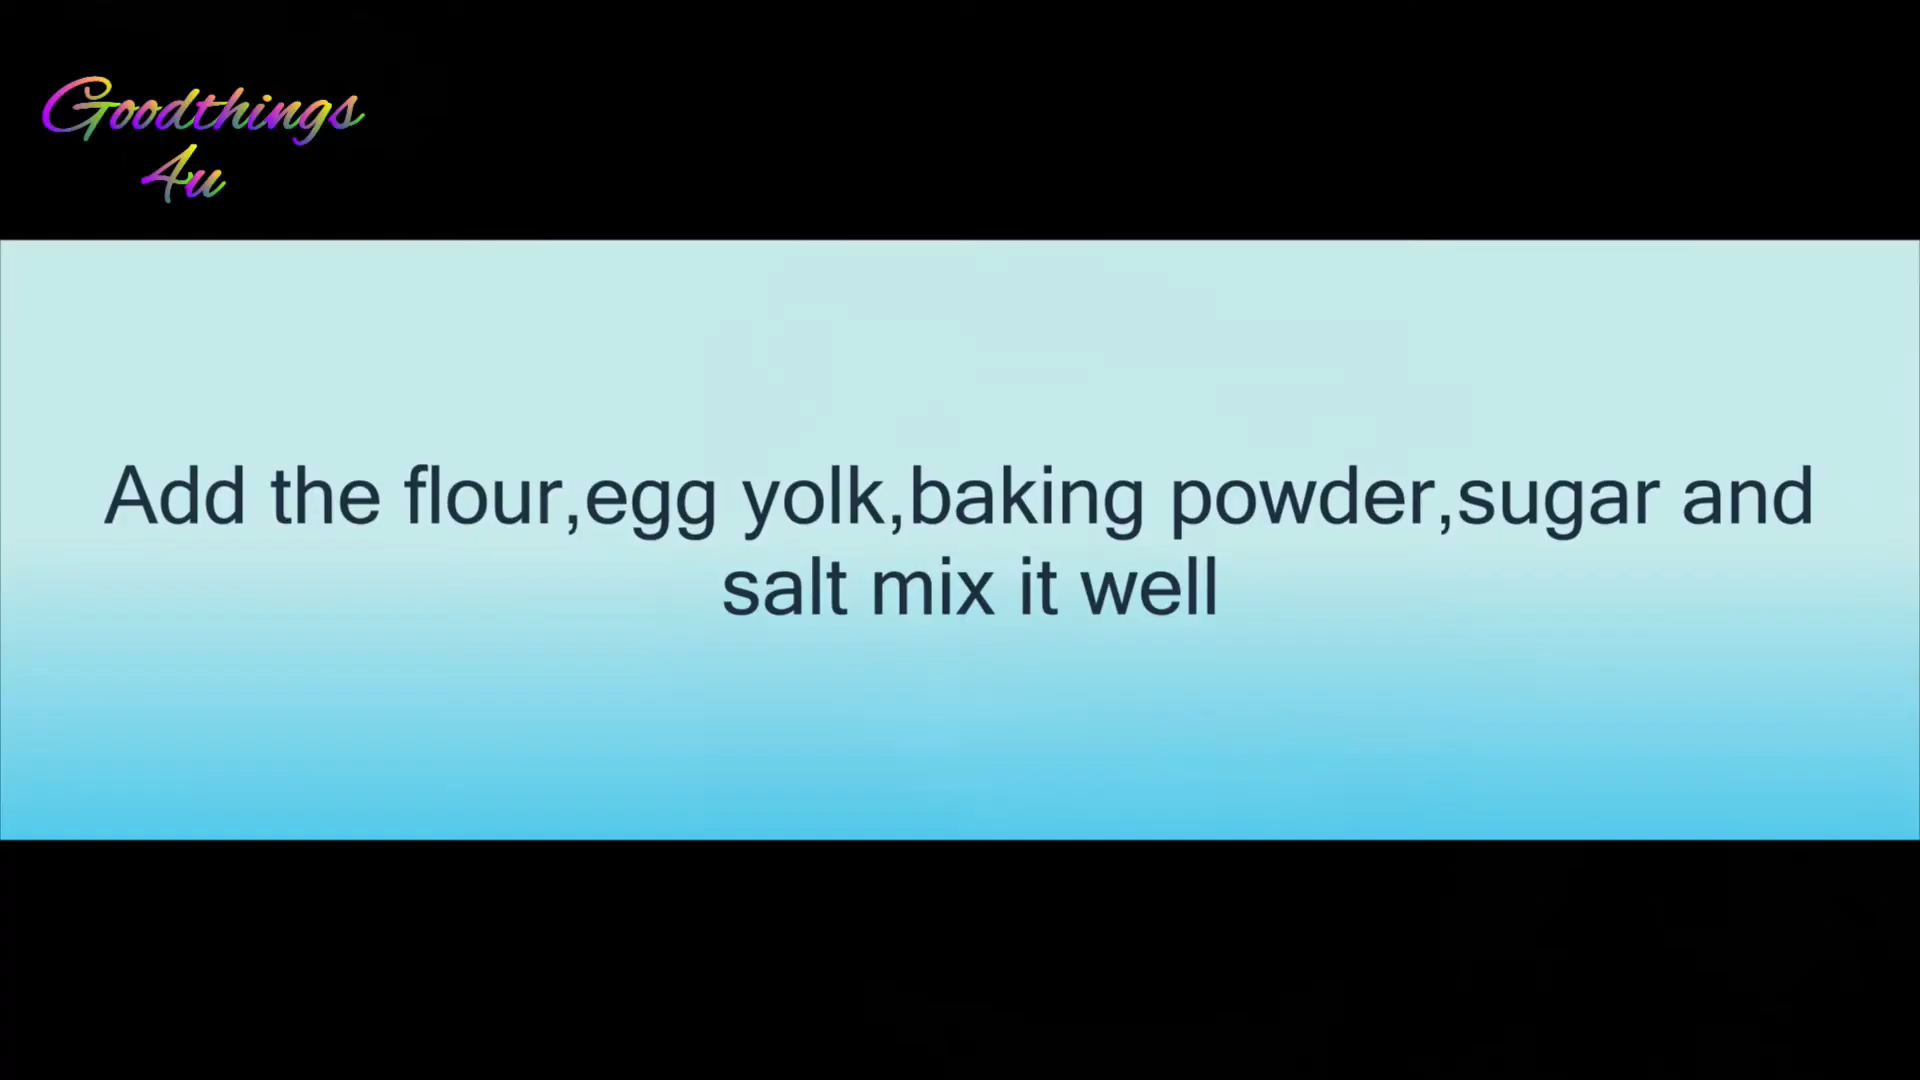 Goodthings
4u
Add the flour,egg yolk,baking powder,sugar and
salt mix it well